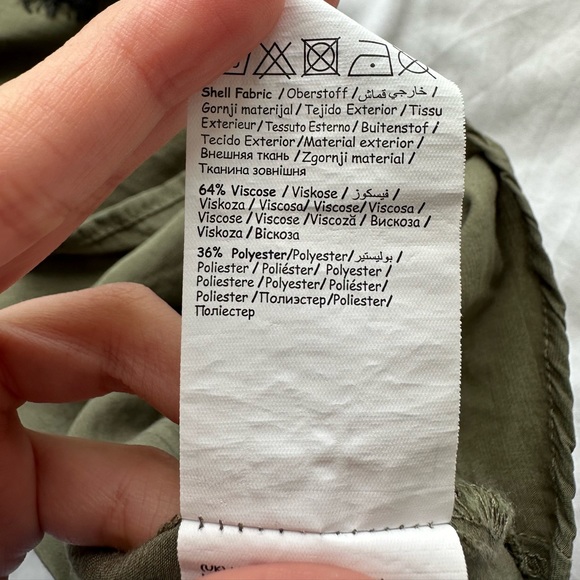 Shell Fabric / Oberstoff / قماش خارجي /
Gornji materijal / Tejido Exterior / Tissu
Exterieur / Tessuto Esterno / Buitenstof /
Tecido Exterior / Material exterior /
Внешняя ткань / Zgornji material /
Тканина зовнішня
64% Viscose / Viskose / فيسكوز /
Viskoza / Viscosa / Viscose / Viscosa /
Viscose / Viscose / Viscoză / Вискоза /
Viskoza / Віскоза
36% Polyester/Polyester/ بوليستير /
Poliester / Poliéster / Polyester /
Poliestere / Polyester / Poliéster /
Poliester / Полиэстер/Poliester/
Поліестер
(UK)